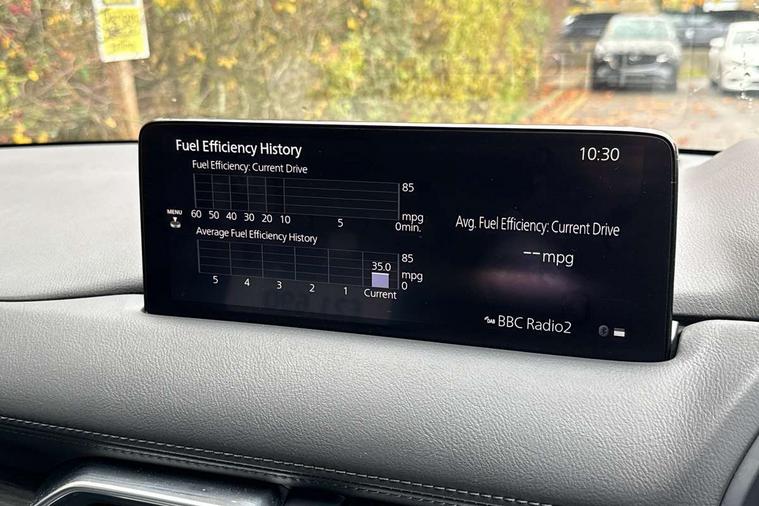 Fuel Efficiency History
10:30
Fuel Efficiency: Current Drive
85
MENU
60 50 40 30 20 10 5 0min.
mpg
Avg. Fuel Efficiency: Current Drive
-- mpg
Average Fuel Efficiency History
85
35.0
mpg
5 4 3 2 1 Current
0
DAB BBC Radio2